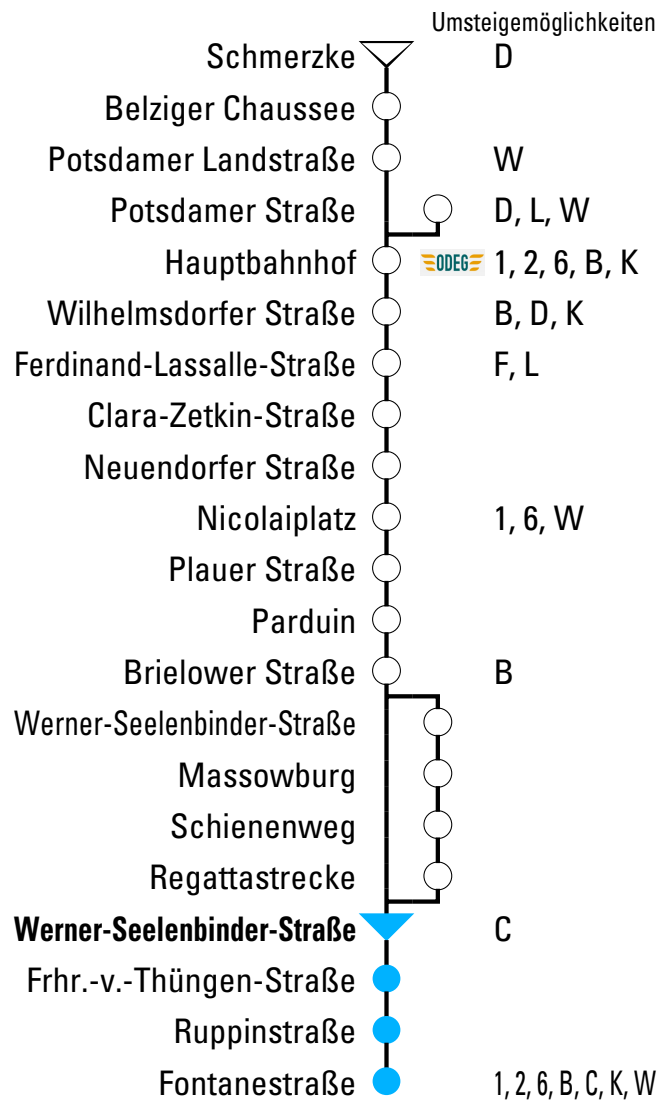 Umsteigemöglichkeiten
Schmerzke D
Belziger Chaussee
Potsdamer Landstraße W
Potsdamer Straße D, L, W
Hauptbahnhof ODEG 1, 2, 6, B, K
Wilhelmsdorfer Straße B, D, K
Ferdinand-Lassalle-Straße F, L
Clara-Zetkin-Straße
Neuendorfer Straße
Nicolaiplatz 1, 6, W
Plauer Straße
Parduin
Brielower Straße B
Werner-Seelenbinder-Straße
Massowburg
Schienenweg
Regattastrecke
Werner-Seelenbinder-Straße C
Frhr.-v.-Thüngen-Straße
Ruppinstraße
Fontanestraße 1, 2, 6, B, C, K, W